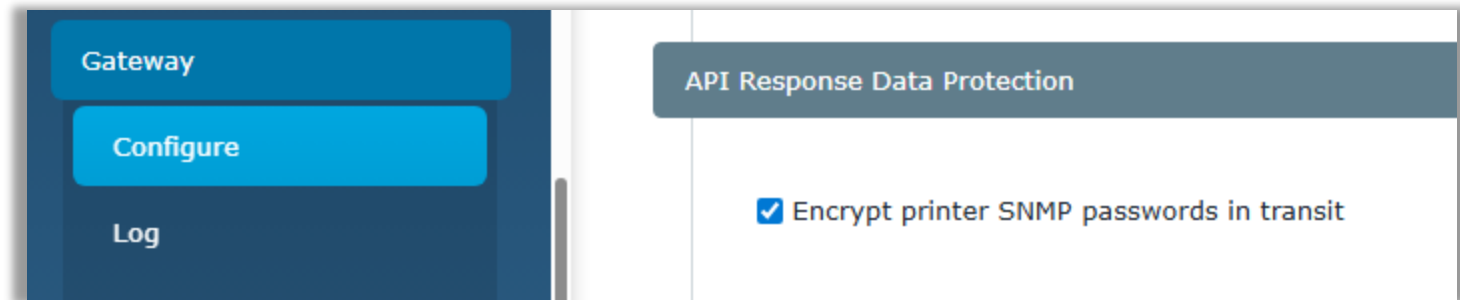 Gateway
Configure
Log
API Response Data Protection
Encrypt printer SNMP passwords in transit